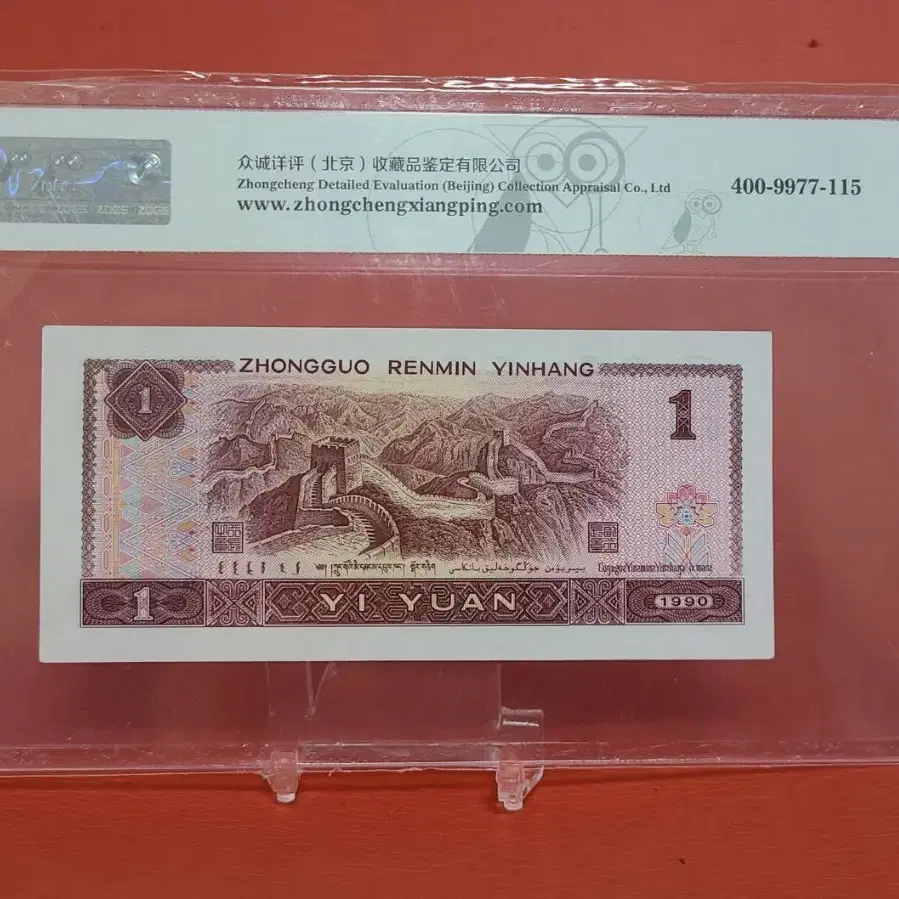 众诚详评（北京）收藏品鉴定有限公司
Zhongcheng Detailed Evaluation (Beijing) Collection Appraisal Co., Ltd
www.zhongchengxiangping.com
400-9977-115
ZHONGGUO RENMIN YINHANG
1
1
1
YI YUAN
1990